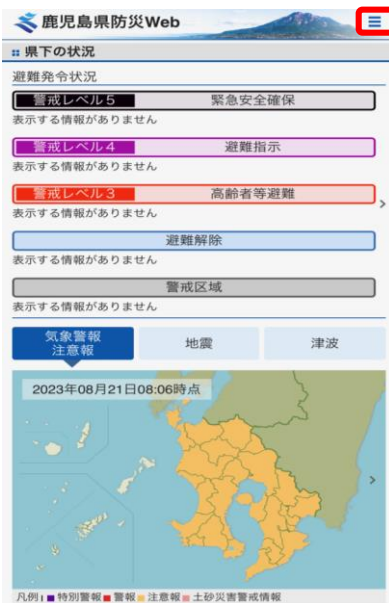 鹿児島県防災Web
県下の状況
避難発令状況
警戒レベル5 緊急安全確保
表示する情報がありません
警戒レベル4 避難指示
表示する情報がありません
警戒レベル3 高齢者等避難
表示する情報がありません
避難解除
表示する情報がありません
警戒区域
表示する情報がありません
気象警報
注意報
地震
津波
2023年08月21日08:06時点
凡例: 特別警報 警報 注意報 土砂災害警戒情報